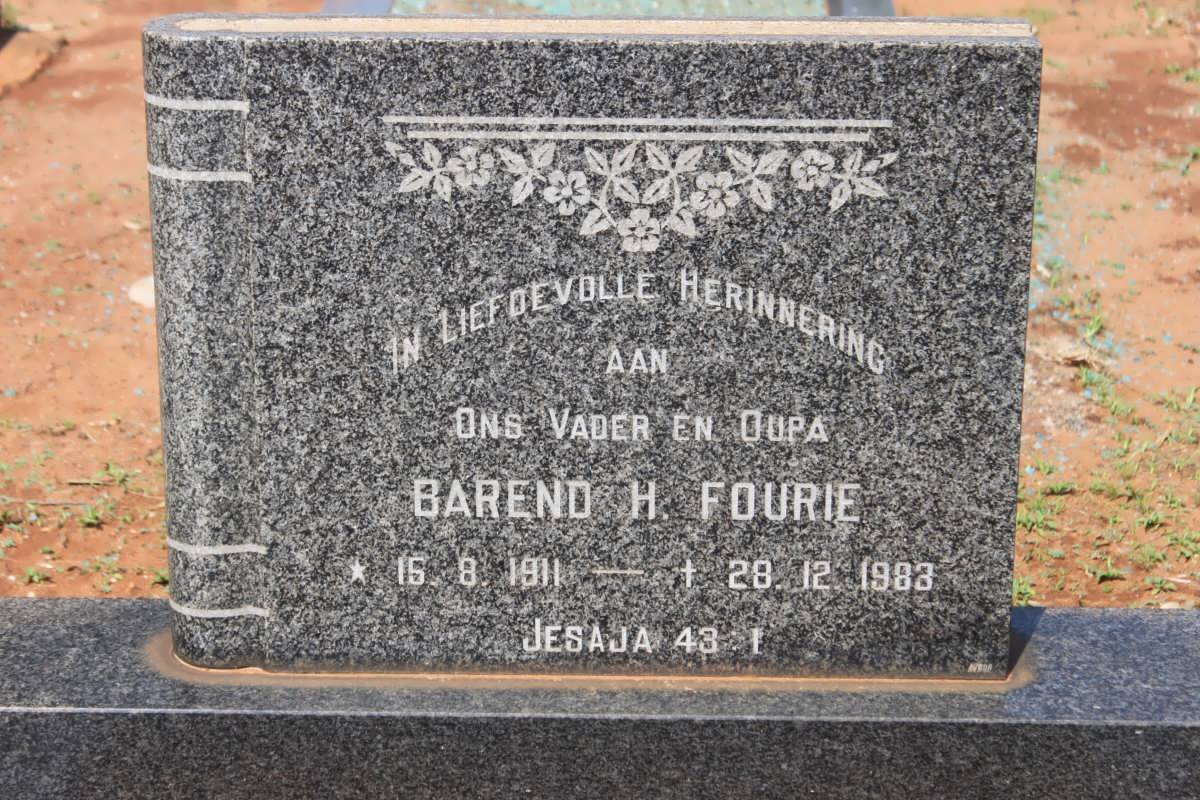 IN LIEFDEVOLLE HERINNERING
AAN
ONS VADER EN OUPA
BAREND H. FOURIE
★ 16. 8. 1911 — † 28. 12. 1983
JESAJA 43 : 1